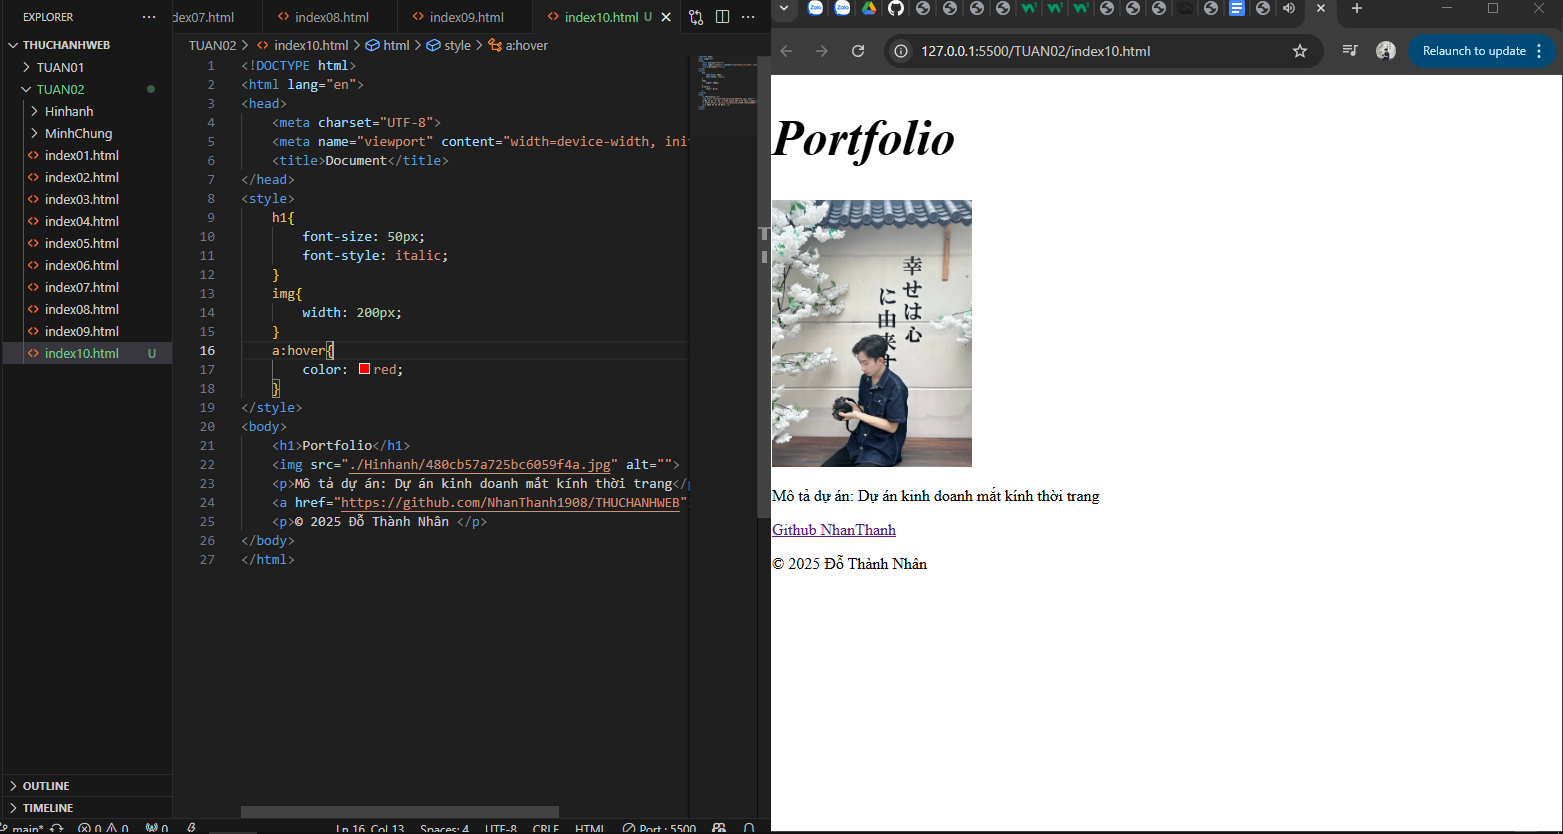 EXPLORER
THUCHANHWEB
TUAN01
TUAN02
Hinhanh
MinhChung
index01.html
index02.html
index03.html
index04.html
index05.html
index06.html
index07.html
index08.html
index09.html
index10.html U
OUTLINE
TIMELINE
dex07.html index08.html index09.html index10.html U
TUAN02 > index10.html > html > style > a:hover
1 <!DOCTYPE html>
2 <html lang="en">
3 <head>
4 <meta charset="UTF-8">
5 <meta name="viewport" content="width=device-width, init
6 <title>Document</title>
7 </head>
8 <style>
9 h1{
10 font-size: 50px;
11 font-style: italic;
12 }
13 img{
14 width: 200px;
15 }
16 a:hover{
17 color: red;
18 }
19 </style>
20 <body>
21 <h1>Portfolio</h1>
22 <img src="./Hinhanh/480cb57a725bc6059f4a.jpg" alt="">
23 <p>Mô tả dự án: Dự án kinh doanh mắt kính thời trang</p
24 <a href="https://github.com/NhanThanh1908/THUCHANHWEB">
25 <p>© 2025 Đỗ Thành Nhân </p>
26 </body>
27 </html>
main* 0 0 0 Ln 16, Col 13 Spaces: 4 UTF-8 CRLF HTML Port : 5500
Zalo Zalo
127.0.0.1:5500/TUAN02/index10.html
Relaunch to update
Portfolio
幸せは心
に由来す
Mô tả dự án: Dự án kinh doanh mắt kính thời trang
Github NhanThanh
© 2025 Đỗ Thành Nhân